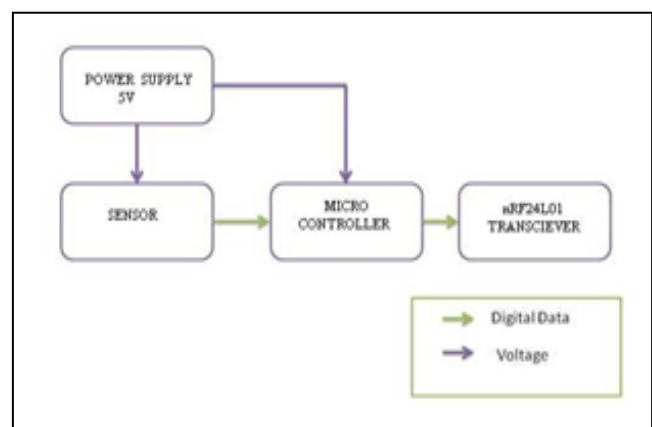 POWER SUPPLY
5V
SENSOR
MICRO
CONTROLLER
nRF24L01
TRANSCIEVER
Digital Data
Voltage